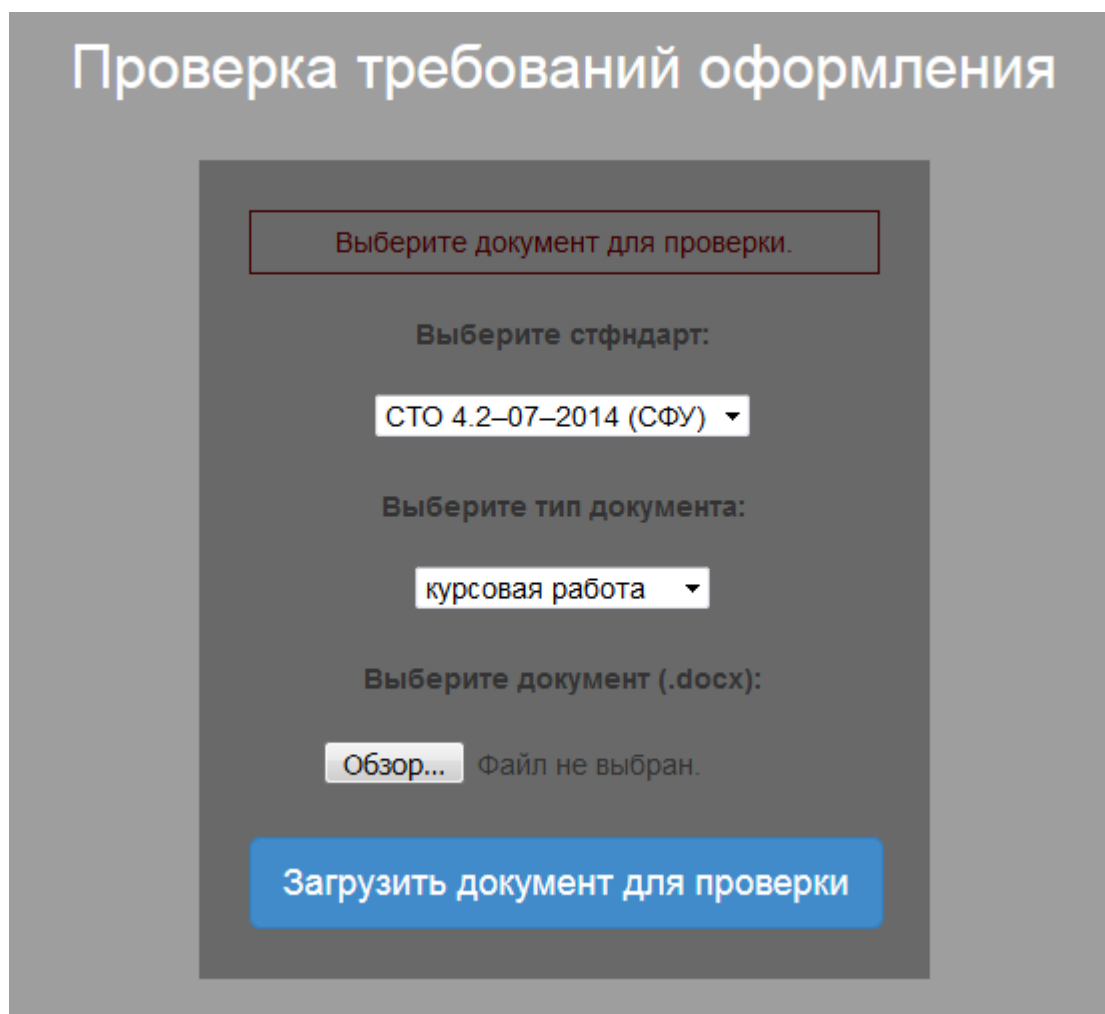 Проверка требований оформления
Выберите документ для проверки.
Выберите стфндарт:
СТО 4.2–07–2014 (СФУ)
Выберите тип документа:
курсовая работа
Выберите документ (.docx):
Обзор... Файл не выбран.
Загрузить документ для проверки